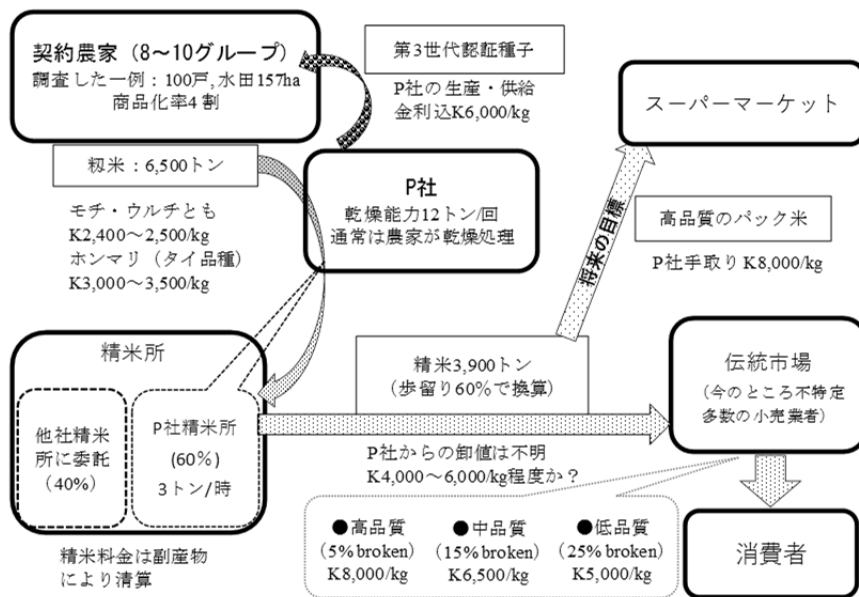 契約農家（8～10グループ）
調査した一例：100戸, 水田157ha
商品化率4割
第3世代認証種子
P社の生産・供給
金利込K6,000/kg
スーパーマーケット
籾米：6,500トン
モチ・ウルチとも
K2,400～2,500/kg
ホンマリ（タイ品種）
K3,000～3,500/kg
P社
乾燥能力12トン/回
通常は農家が乾燥処理
将来の目標
高品質のパック米
P社手取り K8,000/kg
精米所
他社精米
所に委託
（40%）
P社精米所
(60%)
3トン/時
精米料金は副産物
により清算
精米3,900トン
（歩留り60%で換算）
P社からの卸値は不明
K4,000～6,000/kg程度か？
伝統市場
（今のところ不特定
多数の小売業者）
●高品質
(5% broken)
K8,000/kg
●中品質
(15% broken)
K6,500/kg
●低品質
(25% broken)
K5,000/kg
消費者